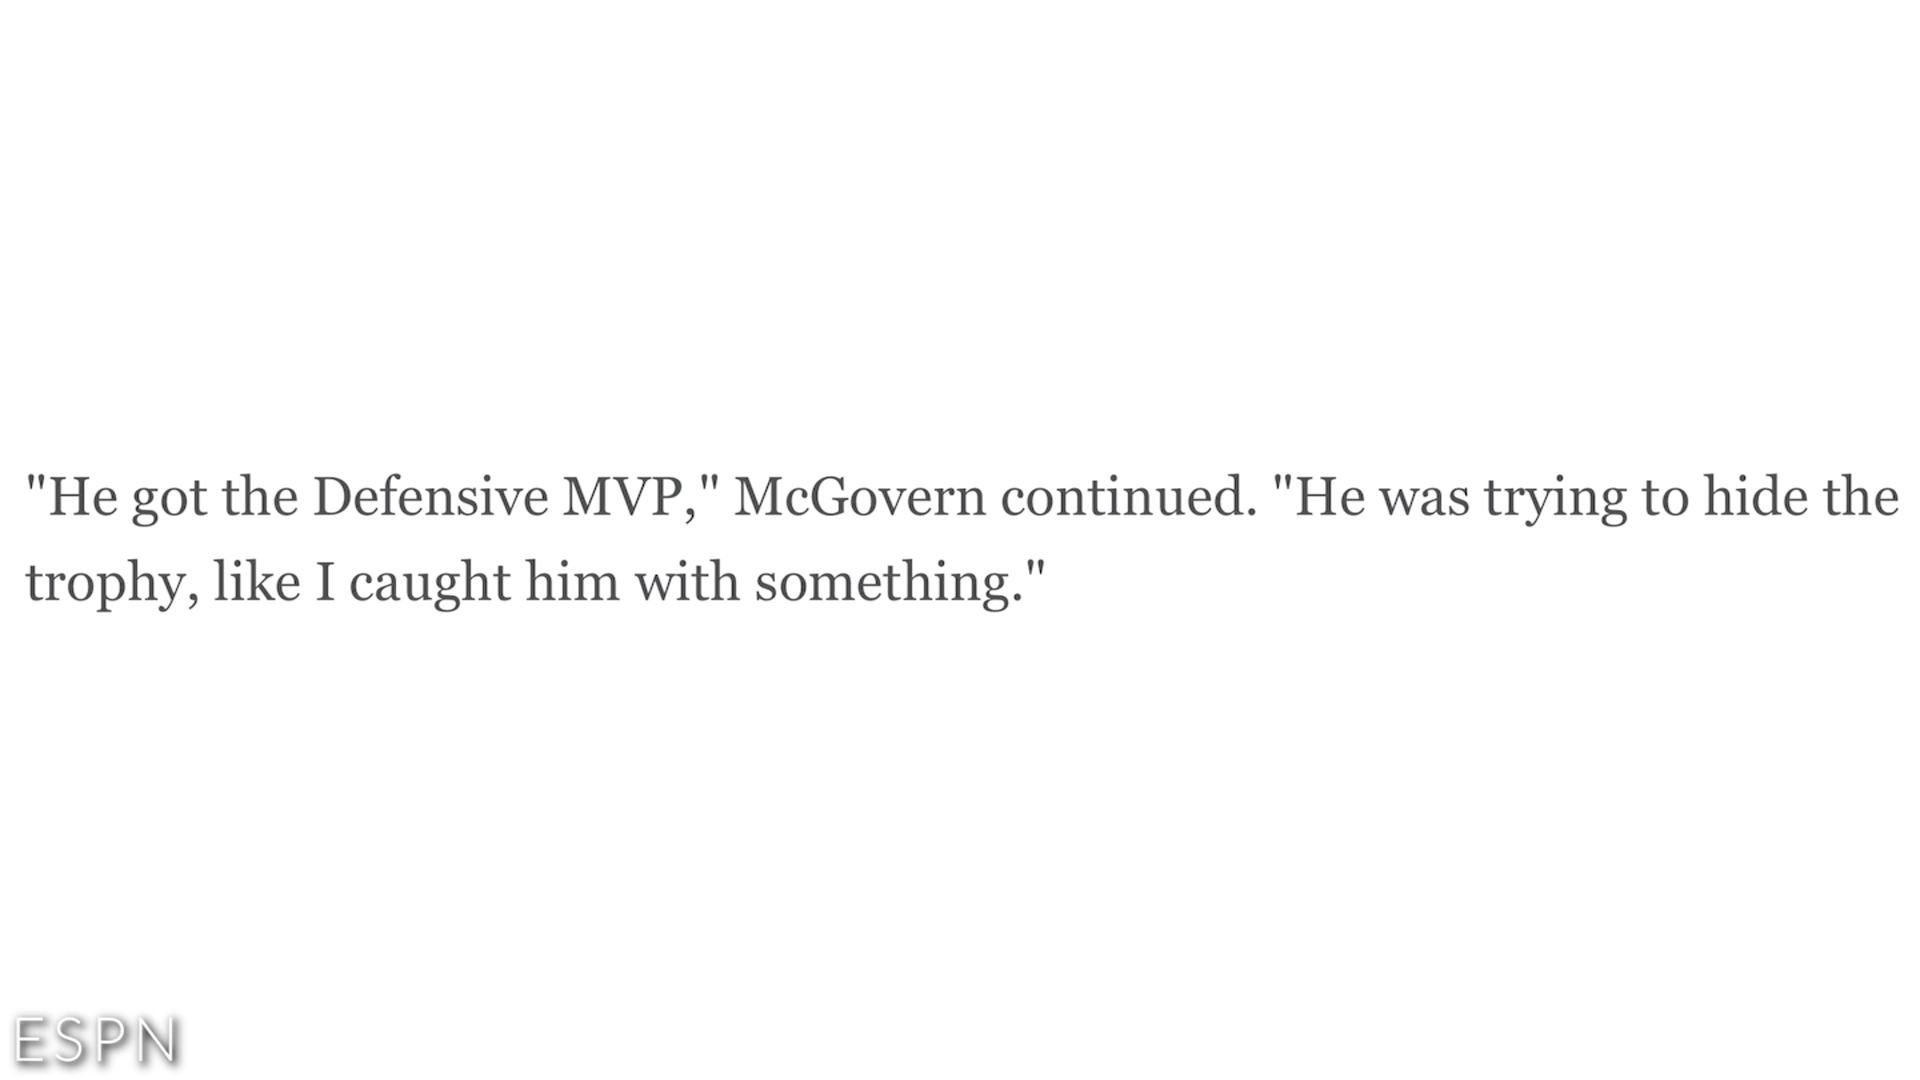 "He got the Defensive MVP," McGovern continued. "He was trying to hide the
trophy, like I caught him with something."
ESPN